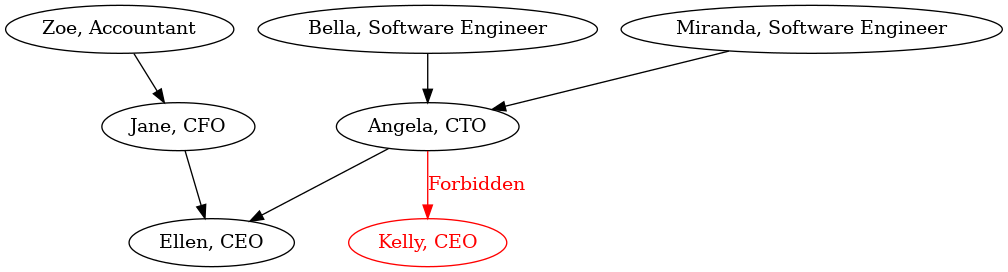 Zoe, Accountant
Bella, Software Engineer
Miranda, Software Engineer
Jane, CFO
Angela, CTO
Forbidden
Ellen, CEO
Kelly, CEO